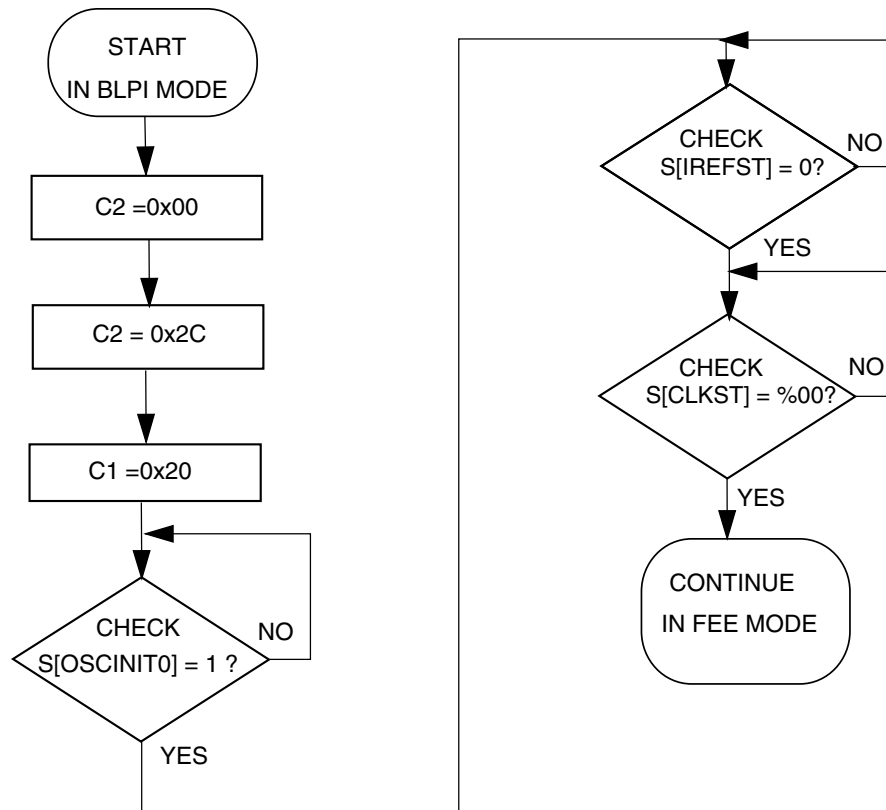 START
IN BLPI MODE
C2 =0x00
C2 = 0x2C
C1 =0x20
CHECK
S[OSCINIT0] = 1 ?
NO
YES
CHECK
S[IREFST] = 0?
NO
YES
CHECK
S[CLKST] = %00?
NO
YES
CONTINUE
IN FEE MODE